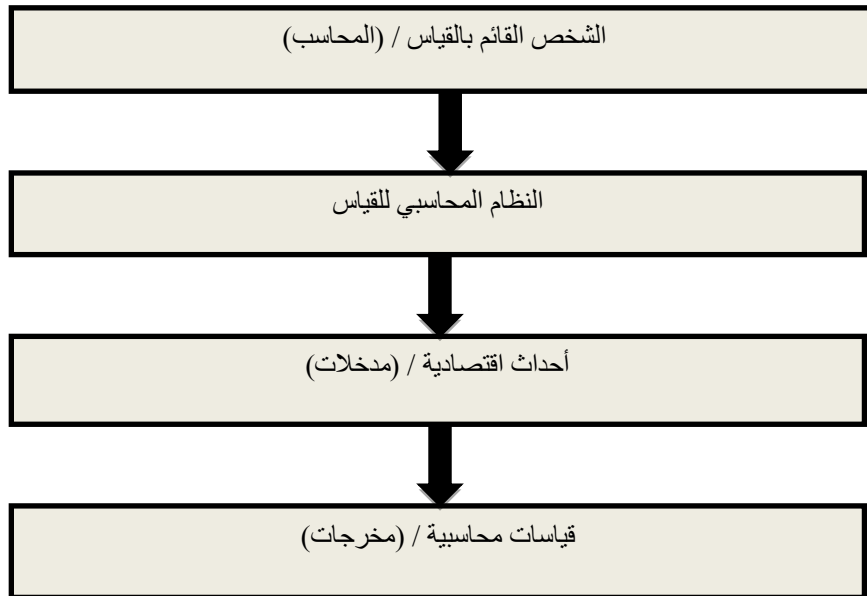 الشخص القائم بالقياس / (المحاسب)
النظام المحاسبي للقياس
أحداث اقتصادية / (مدخلات)
قياسات محاسبية / (مخرجات)